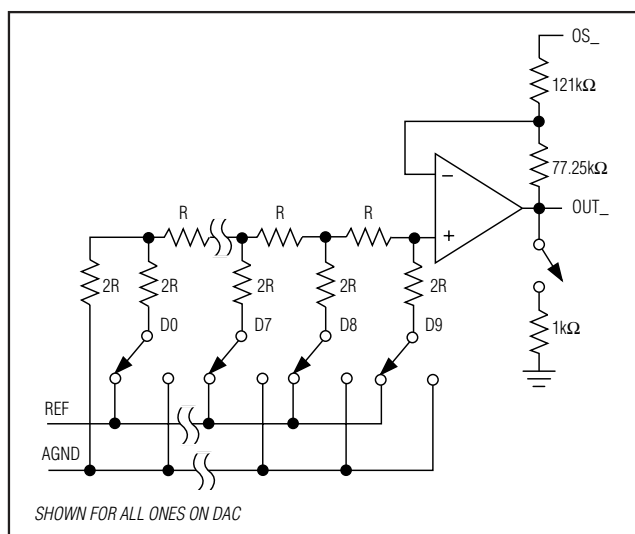 OS_
121kΩ
77.25kΩ
−
+
OUT_
R
R
R
2R
2R
2R
2R
2R
D0
D7
D8
D9
1kΩ
REF
AGND
SHOWN FOR ALL ONES ON DAC